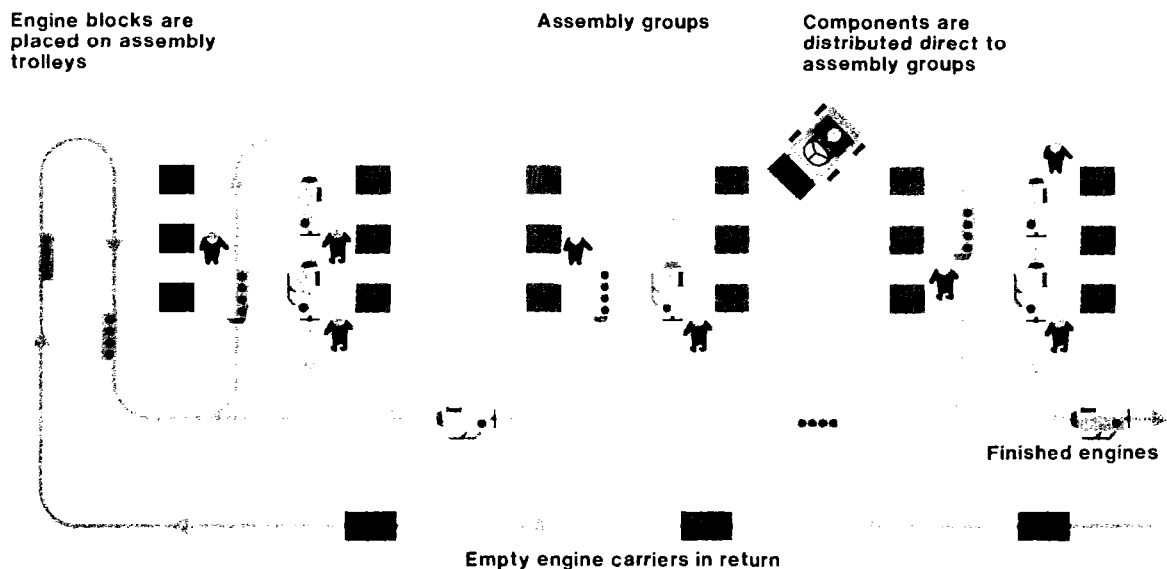 Engine blocks are
placed on assembly
trolleys
Assembly groups
Components are
distributed direct to
assembly groups
Finished engines
Empty engine carriers in return